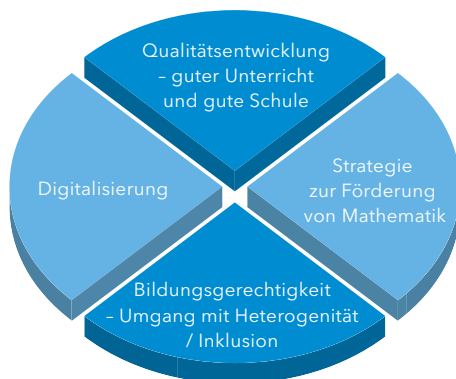 Qualitätsentwicklung
– guter Unterricht
und gute Schule
Digitalisierung
Strategie
zur Förderung
von Mathematik
Bildungsgerechtigkeit
– Umgang mit Heterogenität
/ Inklusion